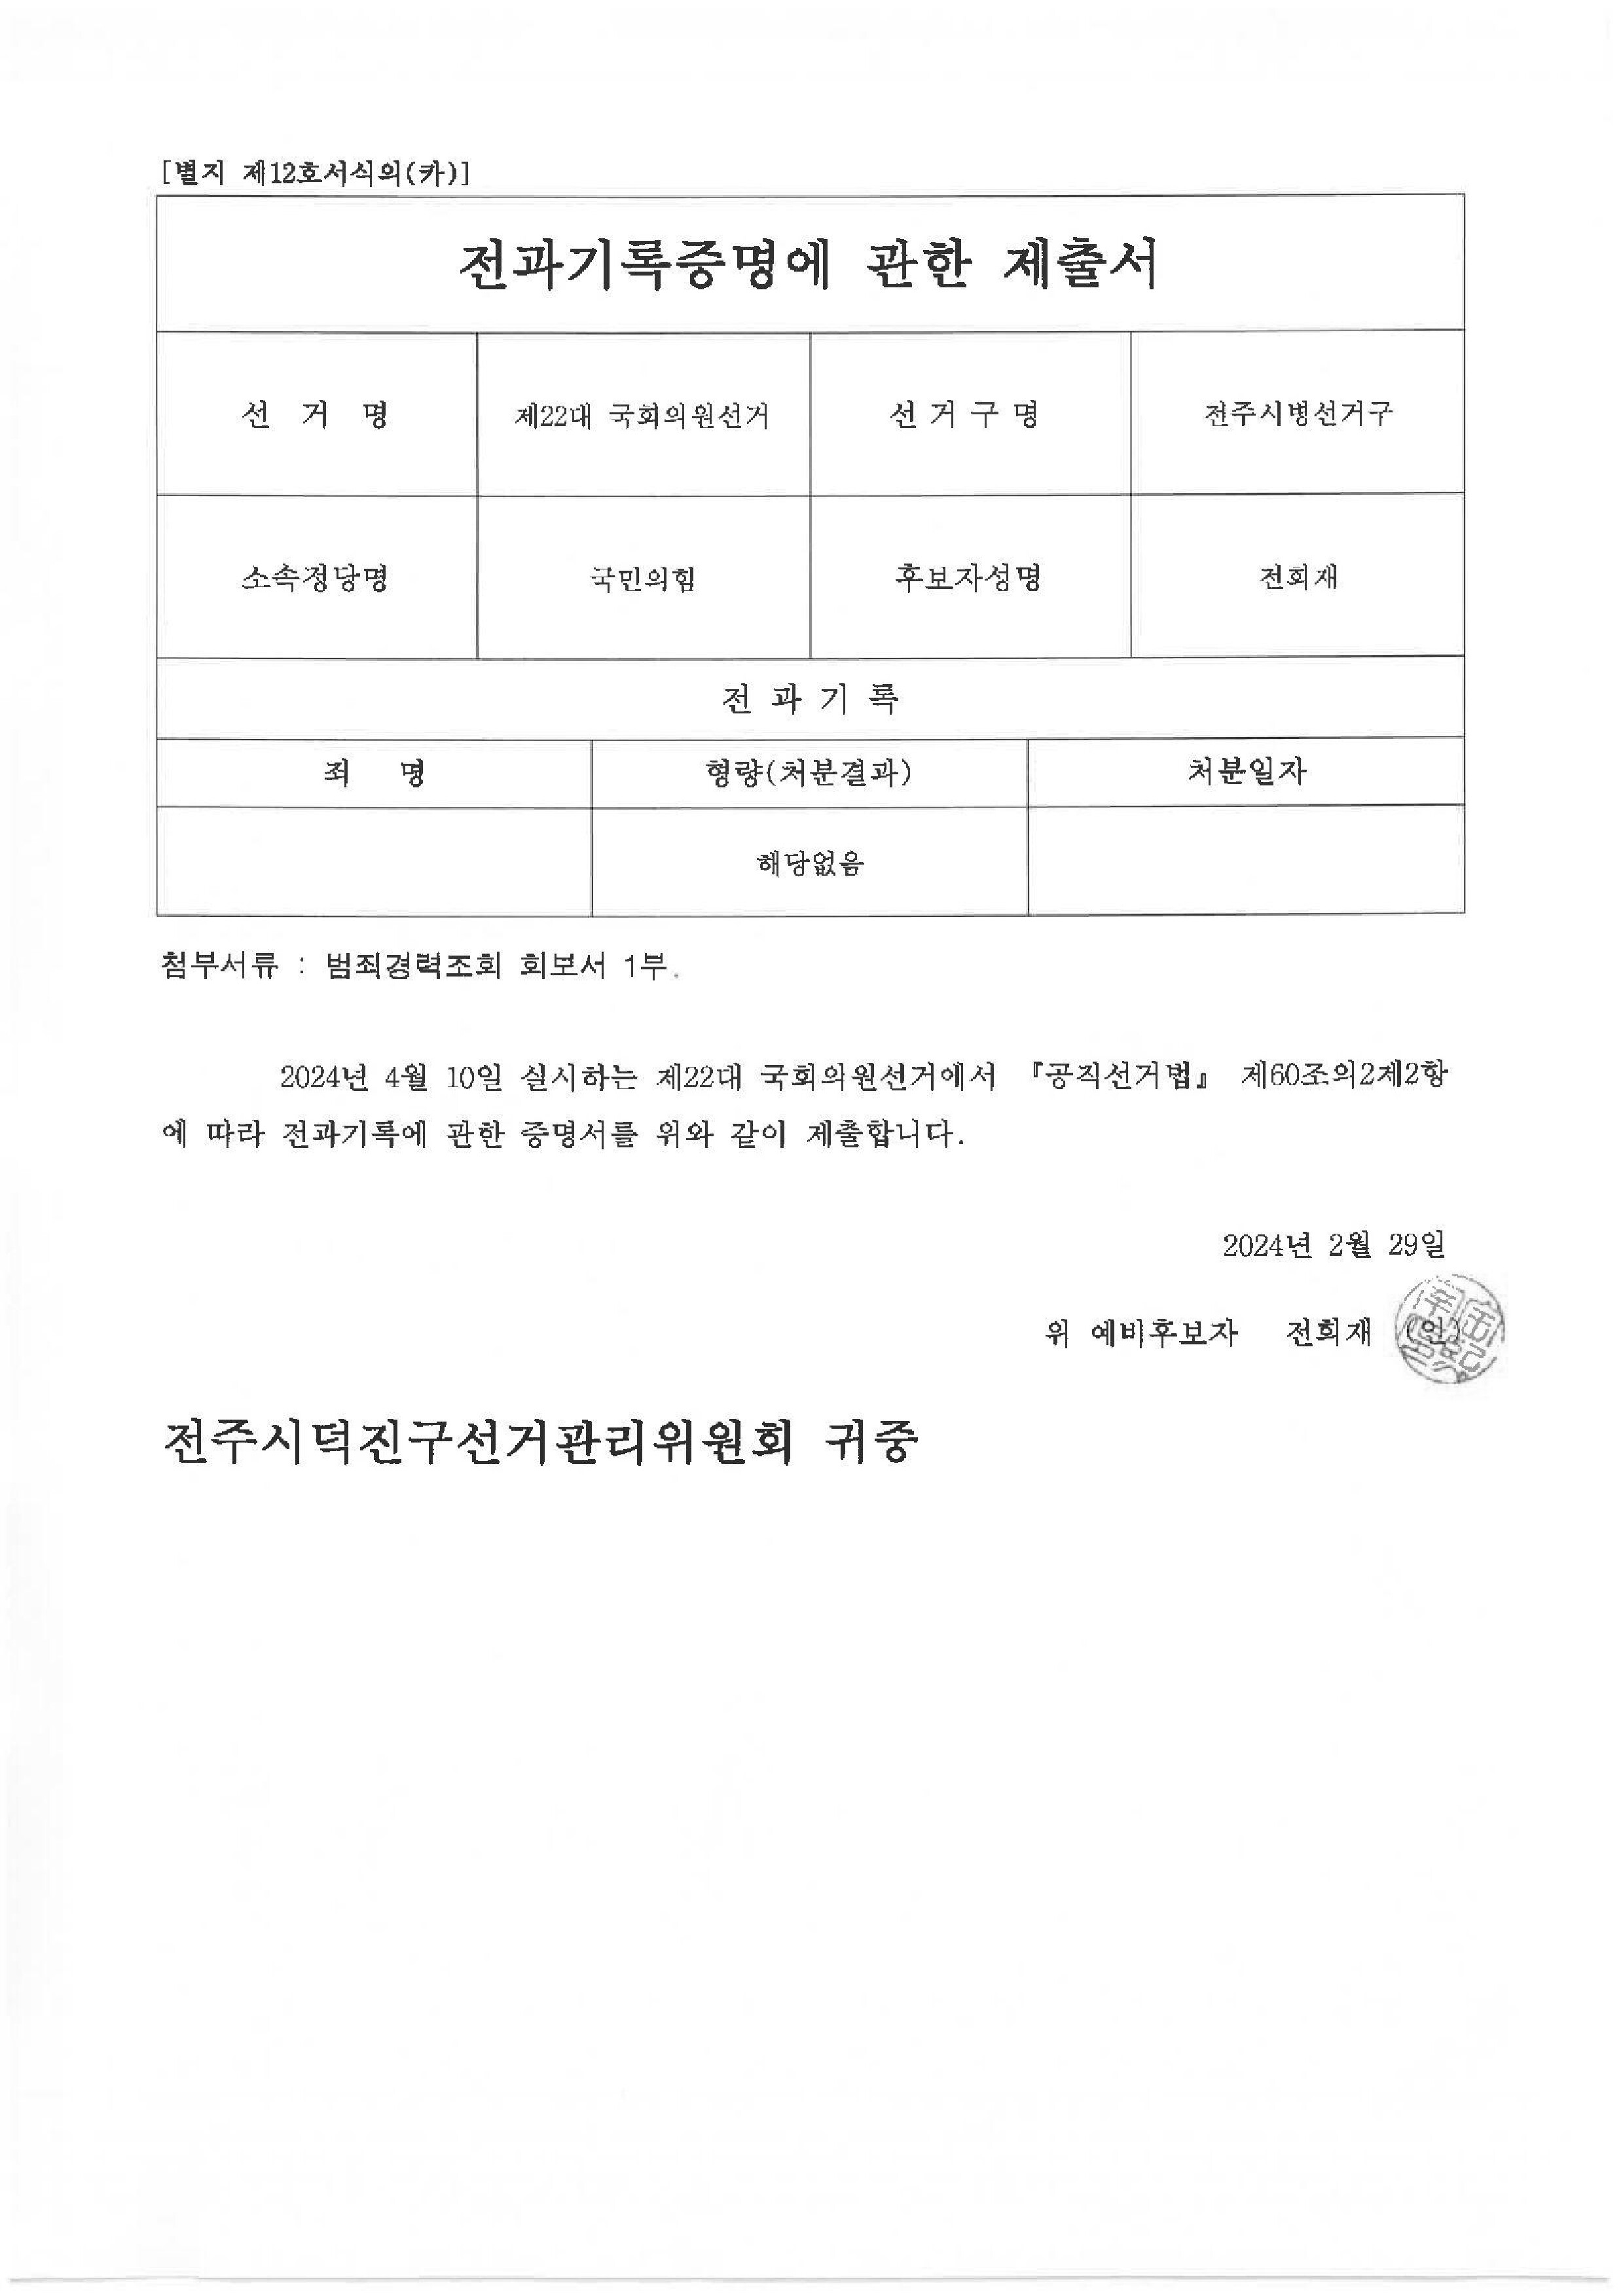 [별지 제12호서식의(카)]
전과기록증명에 관한 제출서
선 거 명 제22대 국회의원선거 선 거 구 명 전주시병선거구
소속정당명 국민의힘 후보자성명 전희재
전 과 기 록
죄 명 형량(처분결과) 처분일자
해당없음
첨부서류 : 범죄경력조회 회보서 1부.
2024년 4월 10일 실시하는 제22대 국회의원선거에서 『공직선거법』 제60조의2제2항
에 따라 전과기록에 관한 증명서를 위와 같이 제출합니다.
2024년 2월 29일
위 예비후보자 전희재 (인)
전주시덕진구선거관리위원회 귀중